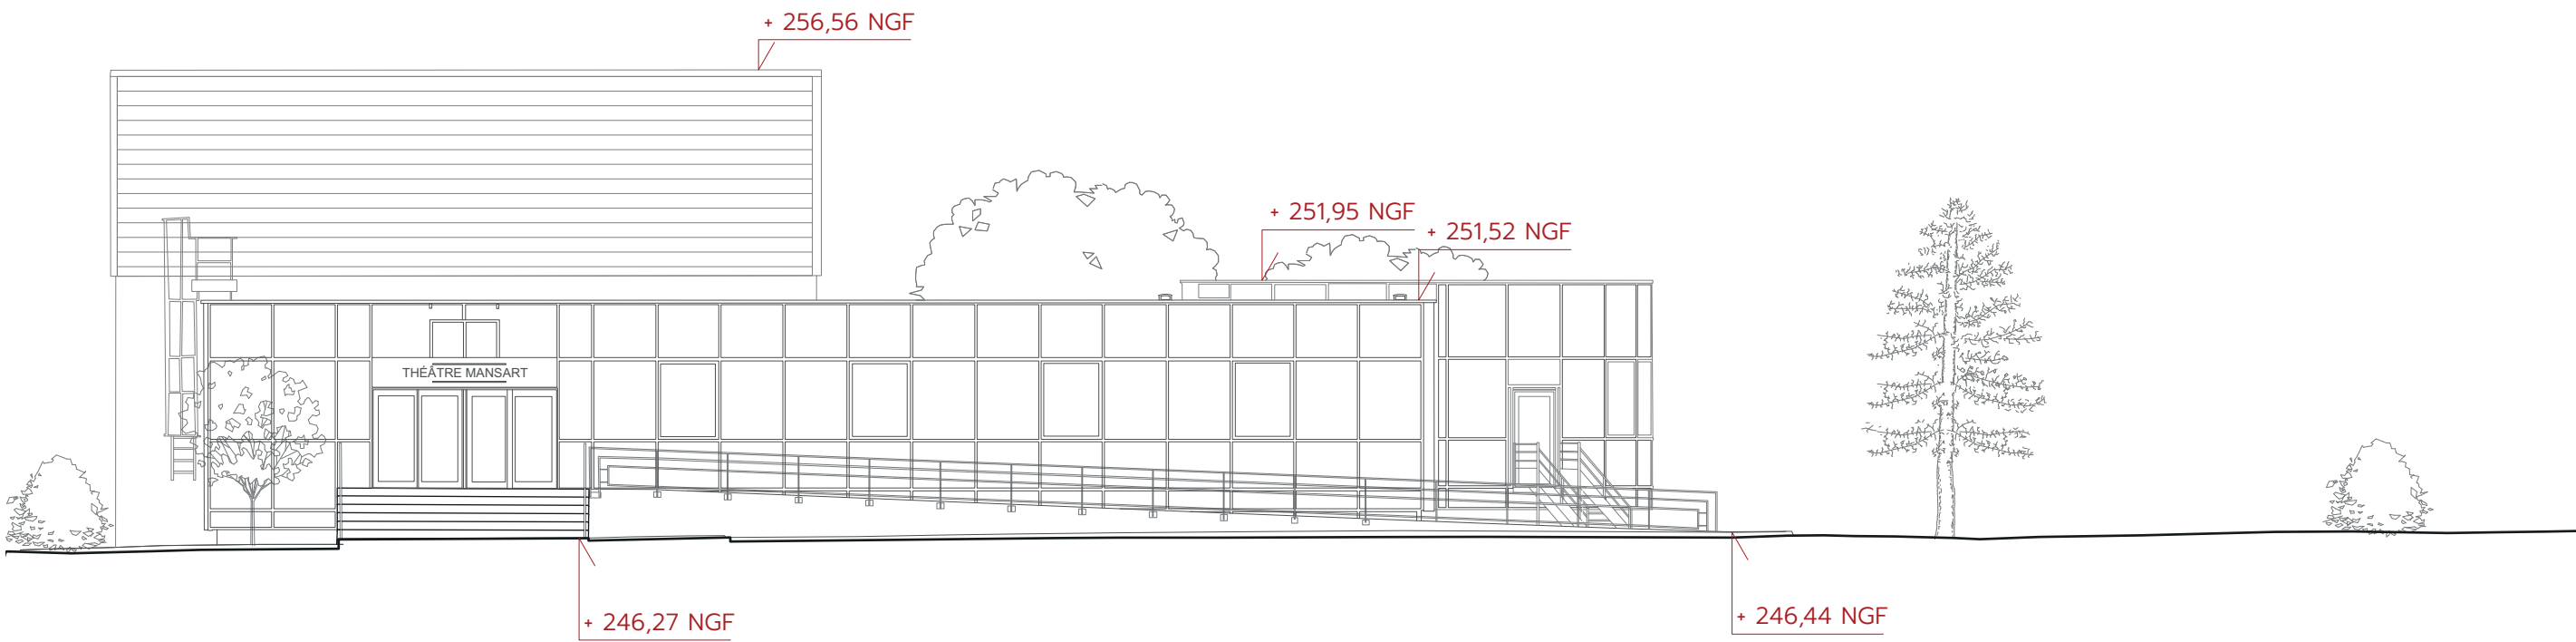 + 256,56 NGF
+ 251,95 NGF
+ 251,52 NGF
THÉÂTRE MANSART
+ 246,27 NGF
+ 246,44 NGF